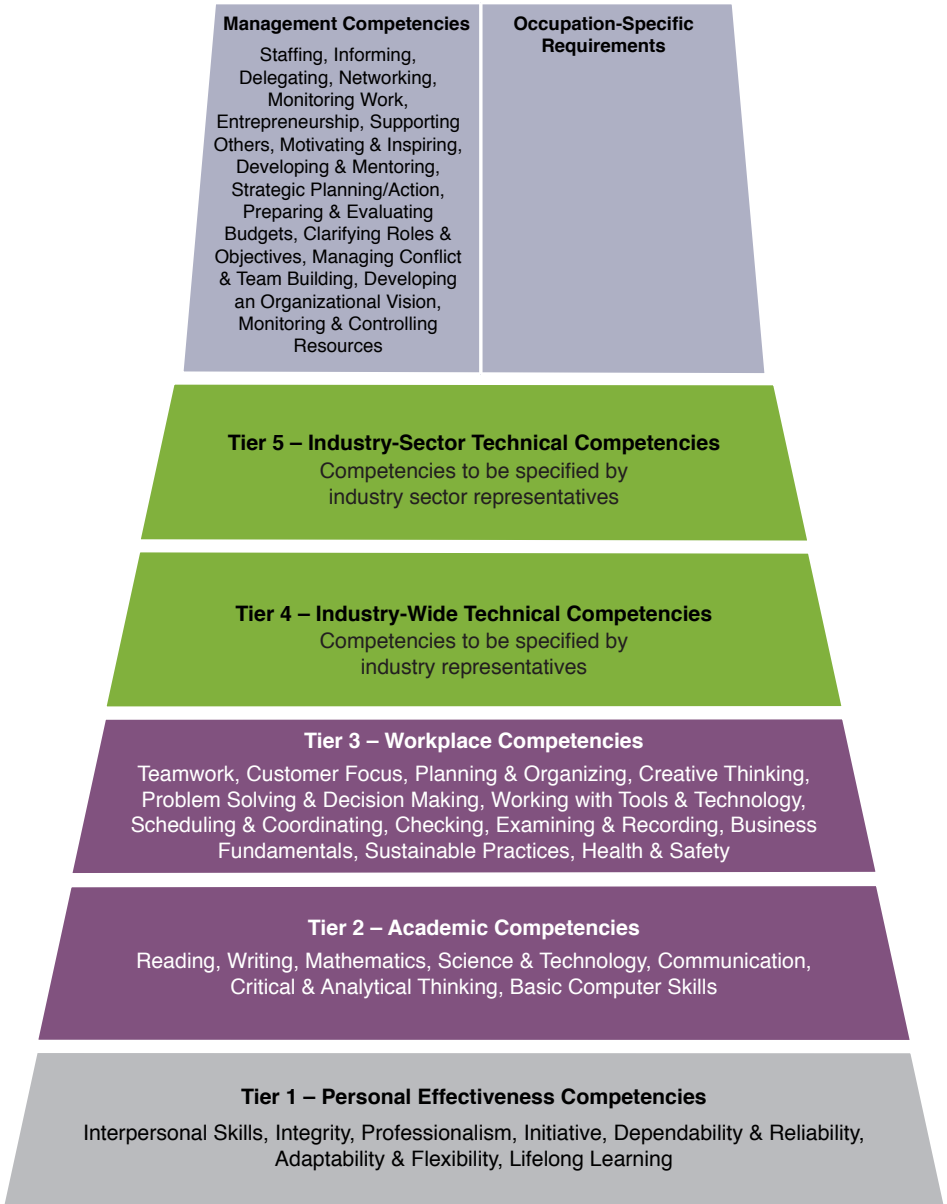 Management Competencies
Staffing, Informing,
Delegating, Networking,
Monitoring Work,
Entrepreneurship, Supporting
Others, Motivating & Inspiring,
Developing & Mentoring,
Strategic Planning/Action,
Preparing & Evaluating
Budgets, Clarifying Roles &
Objectives, Managing Conflict
& Team Building, Developing
an Organizational Vision,
Monitoring & Controlling
Resources
Occupation-Specific
Requirements
Tier 5 – Industry-Sector Technical Competencies
Competencies to be specified by
industry sector representatives
Tier 4 – Industry-Wide Technical Competencies
Competencies to be specified by
industry representatives
Tier 3 – Workplace Competencies
Teamwork, Customer Focus, Planning & Organizing, Creative Thinking,
Problem Solving & Decision Making, Working with Tools & Technology,
Scheduling & Coordinating, Checking, Examining & Recording, Business
Fundamentals, Sustainable Practices, Health & Safety
Tier 2 – Academic Competencies
Reading, Writing, Mathematics, Science & Technology, Communication,
Critical & Analytical Thinking, Basic Computer Skills
Tier 1 – Personal Effectiveness Competencies
Interpersonal Skills, Integrity, Professionalism, Initiative, Dependability & Reliability,
Adaptability & Flexibility, Lifelong Learning